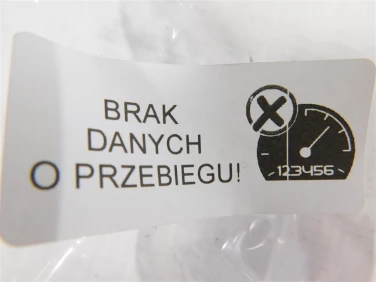 BRAK
DANYCH
O PRZEBIEGU!
123456